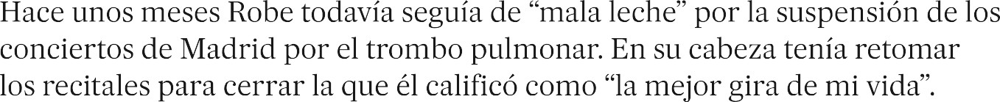 Hace unos meses Robe todavía seguía de “mala leche” por la suspensión de los
conciertos de Madrid por el trombo pulmonar. En su cabeza tenía retomar
los recitales para cerrar la que él calificó como “la mejor gira de mi vida”.